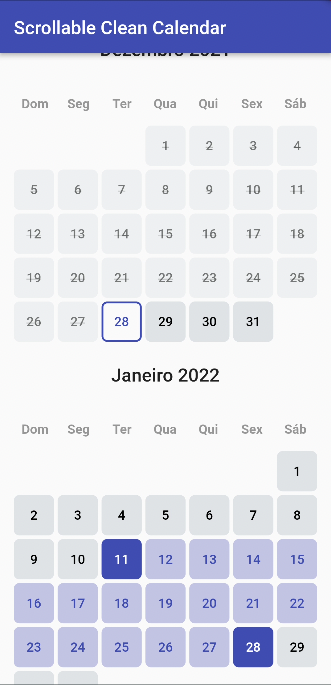 Scrollable Clean Calendar
Dezembro 2021
Dom Seg Ter Qua Qui Sex Sáb
1 2 3 4
5 6 7 8 9 10 11
12 13 14 15 16 17 18
19 20 21 22 23 24 25
26 27 28 29 30 31
Janeiro 2022
Dom Seg Ter Qua Qui Sex Sáb
1
2 3 4 5 6 7 8
9 10 11 12 13 14 15
16 17 18 19 20 21 22
23 24 25 26 27 28 29